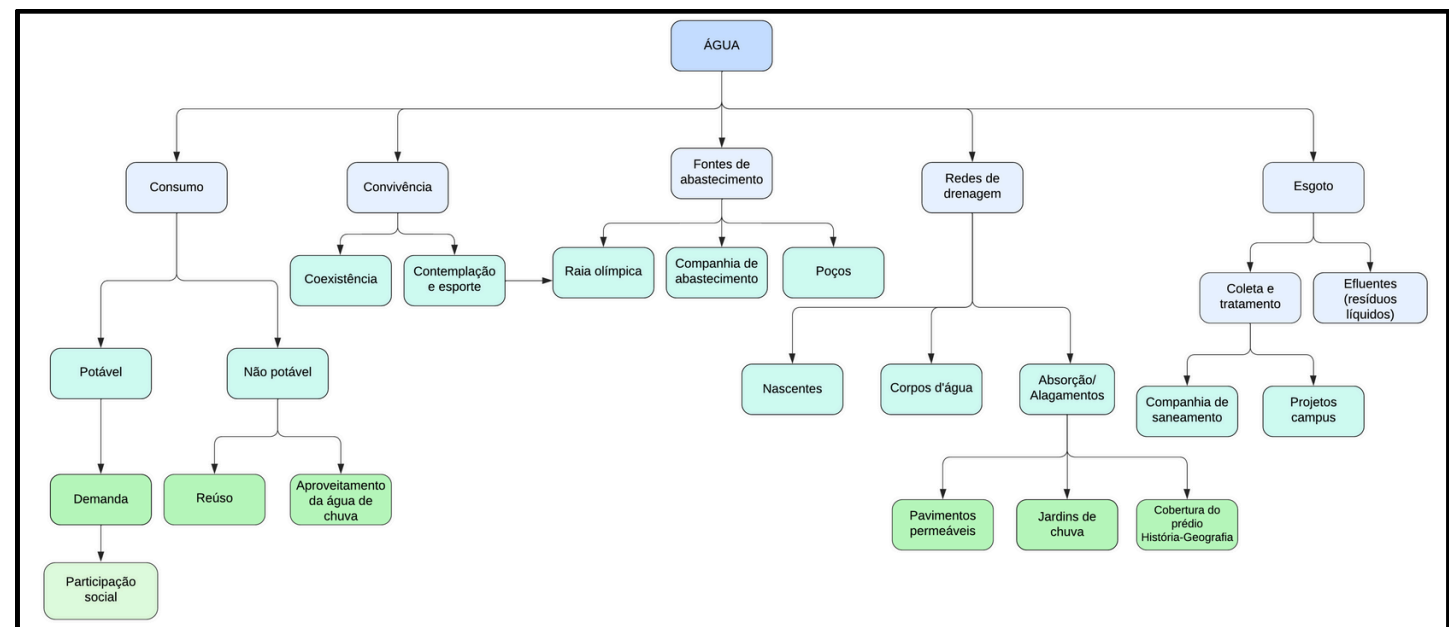 ÁGUA
Consumo
Convivência
Fontes de
abastecimento
Redes de
drenagem
Esgoto
Coexistência
Contemplação
e esporte
Raia olímpica
Companhia de
abastecimento
Poços
Coleta e
tratamento
Efluentes
(resíduos
líquidos)
Potável
Não potável
Nascentes
Corpos d'água
Absorção/
Alagamentos
Companhia de
saneamento
Projetos
campus
Demanda
Reúso
Aproveitamento
da água de
chuva
Pavimentos
permeáveis
Jardins de
chuva
Cobertura do
prédio
História-Geografia
Participação
social